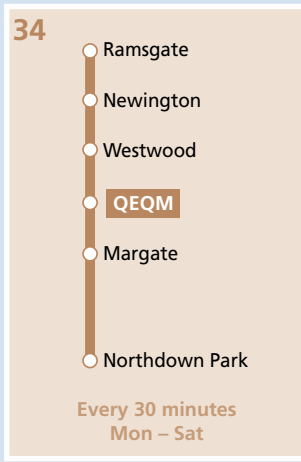 34
Ramsgate
Newington
Westwood
QEQM
Margate
Northdown Park
Every 30 minutes
Mon – Sat